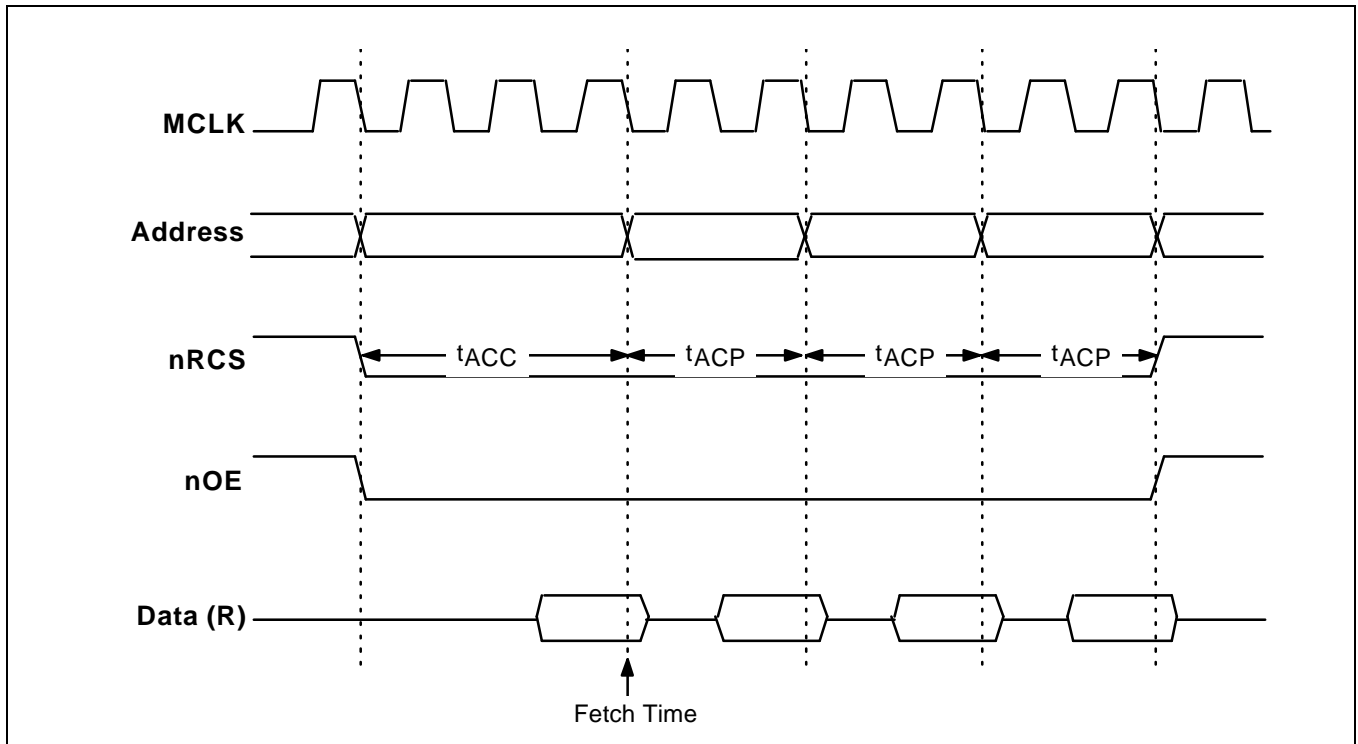 MCLK
Address
nRCS
tACC
tACP
tACP
tACP
nOE
Data (R)
Fetch Time